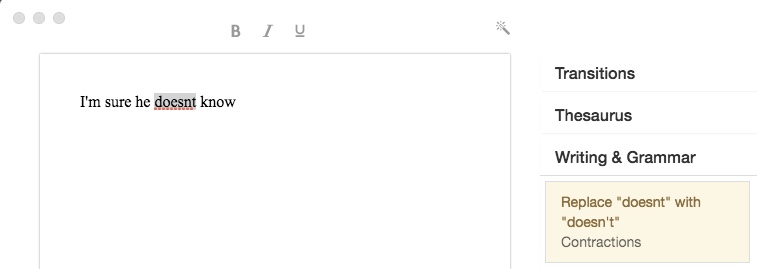 B I U
I'm sure he doesnt know
Transitions
Thesaurus
Writing & Grammar
Replace "doesnt" with
"doesn't"
Contractions